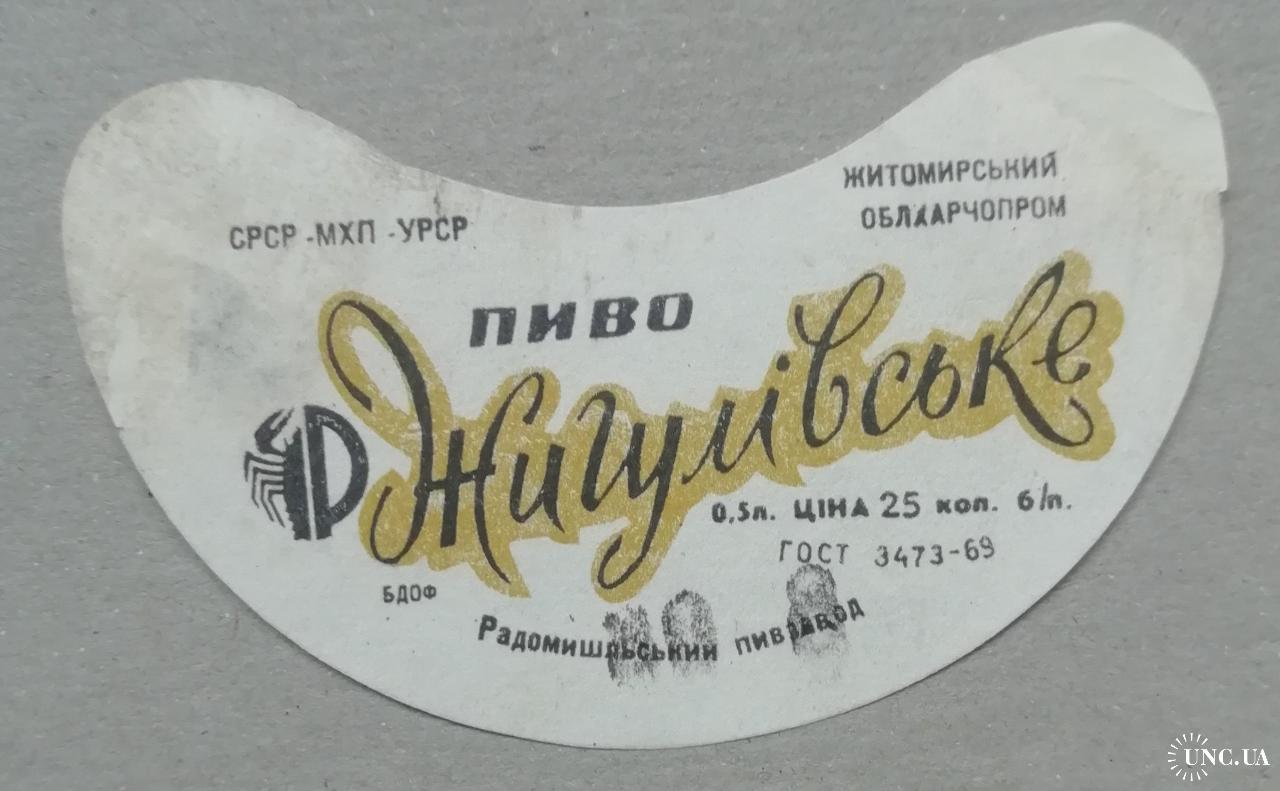 СРСР -МХП -УРСР
ЖИТОМИРСЬКИЙ
ОБЛХАРЧОПРОМ
ПИВО
Жигулівське
0,5л. ЦІНА 25 коп. б/п.
ГОСТ 3473-69
БДОФ
Радомишльський пивзавод
UNC.UA